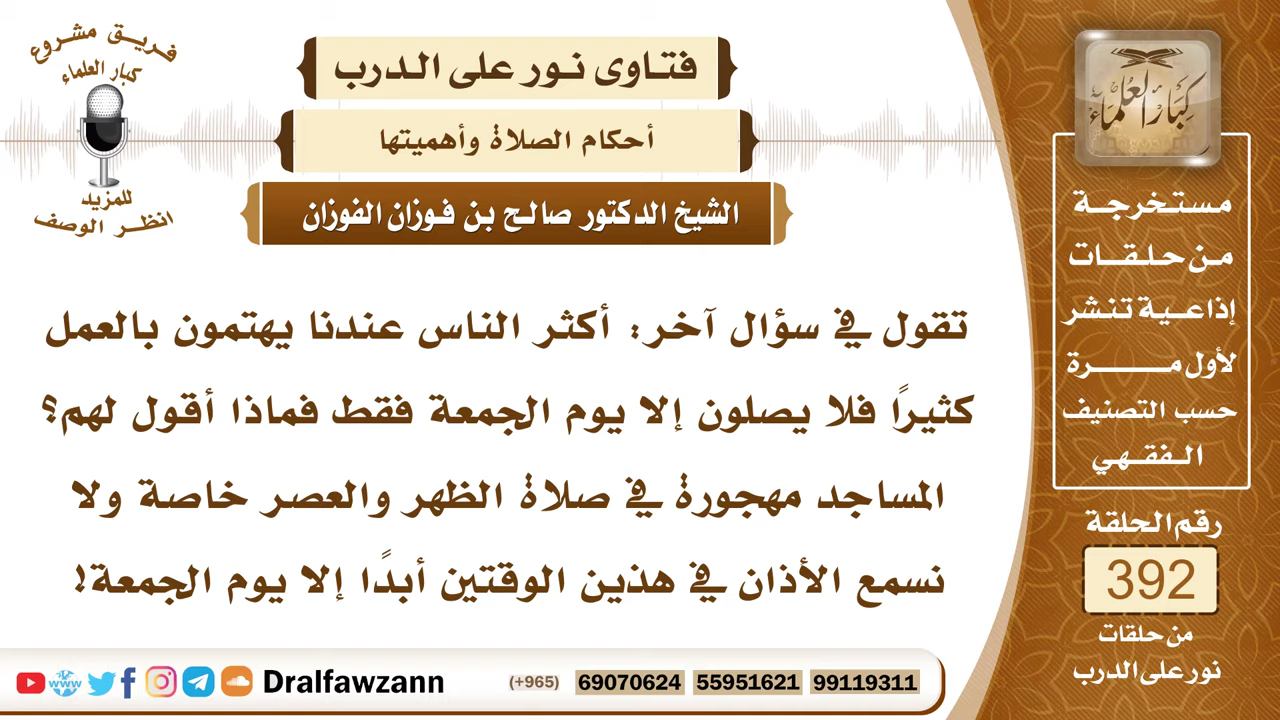 فريق مشروع
كبار العلماء
للمزيد
انظر الوصف
فتاوى نور على الدرب
أحكام الصلاة وأهميتها
الشيخ الدكتور صالح بن فوزان الفوزان
تقول في سؤال آخر: أكثر الناس عندنا يهتمون بالعمل
كثيرًا فلا يصلون إلا يوم الجمعة فقط فماذا أقول لهم؟
المساجد مهجورة في صلاة الظهر والعصر خاصة ولا
نسمع الأذان في هذين الوقتين أبدًا إلا يوم الجمعة!
كبار العلماء
مستخرجة
من حلقات
إذاعية تنشر
لأول مرة
حسب التصنيف
الفقهي
رقم الحلقة
392
من حلقات
نور على الدرب
www Dralfawzann (+965) 69070624 55951621 99119311